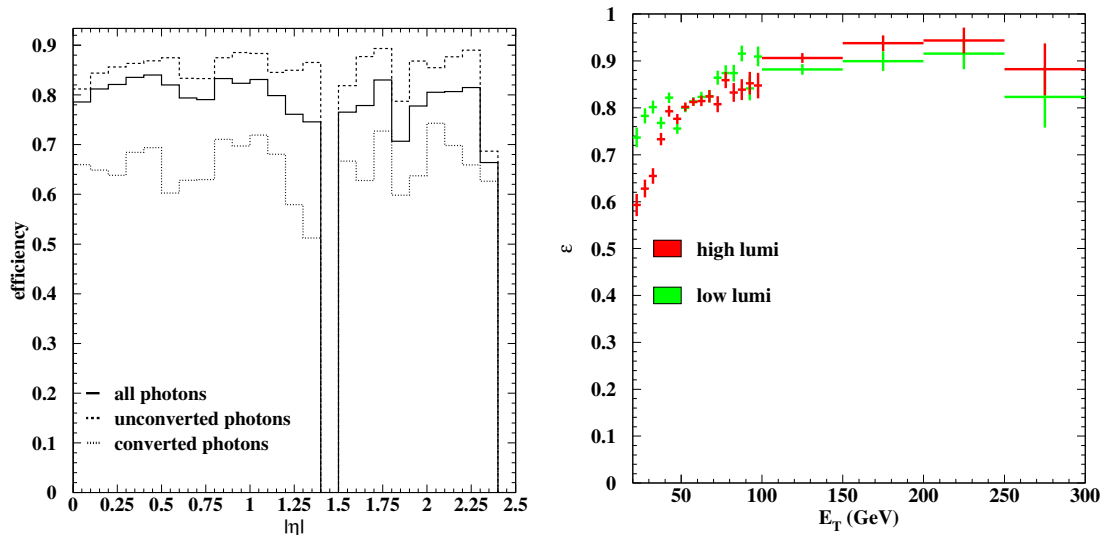 0.9
0.8
0.7
0.6
0.5
0.4
0.3
0.2
0.1
0
efficiency
all photons
unconverted photons
converted photons
0 0.25 0.5 0.75 1 1.25 1.5 1.75 2 2.25 2.5
|η|
1
0.9
0.8
0.7
0.6
0.5
0.4
0.3
0.2
0.1
0
ε
high lumi
low lumi
50 100 150 200 250 300
E_T (GeV)